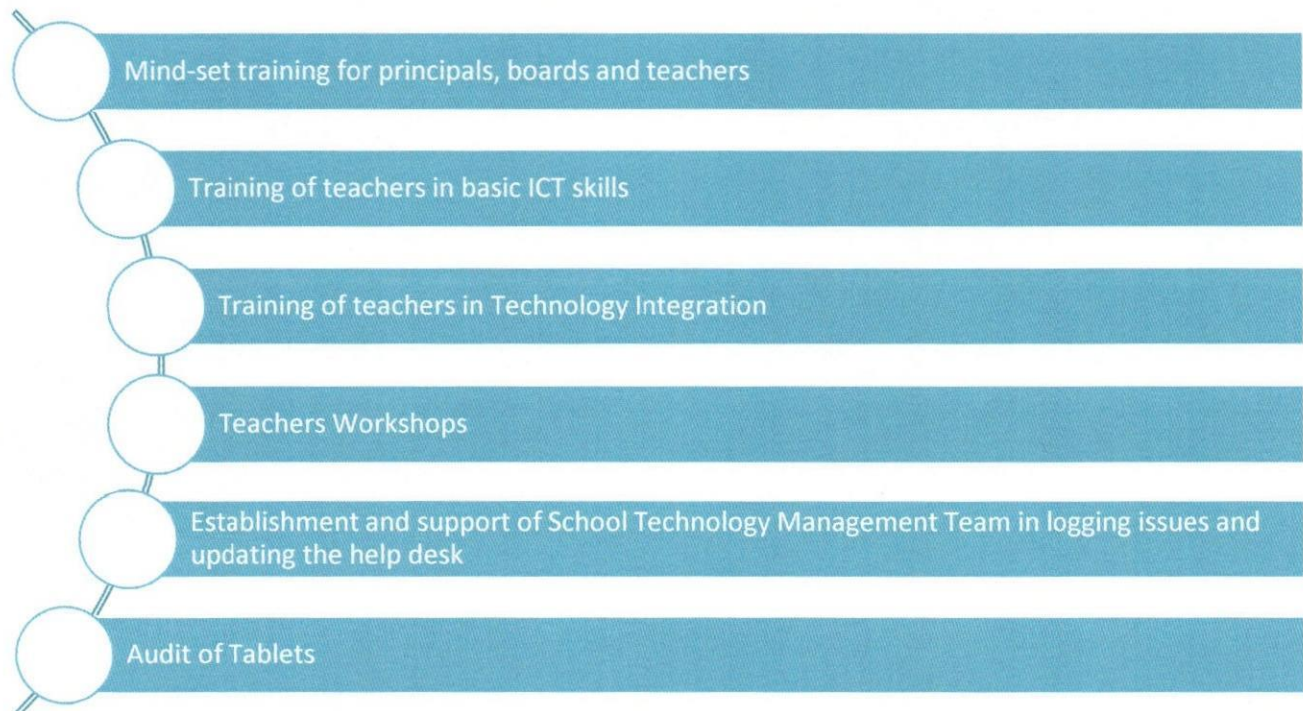 Mind-set training for principals, boards and teachers
Training of teachers in basic ICT skills
Training of teachers in Technology Integration
Teachers Workshops
Establishment and support of School Technology Management Team in logging issues and
updating the help desk
Audit of Tablets